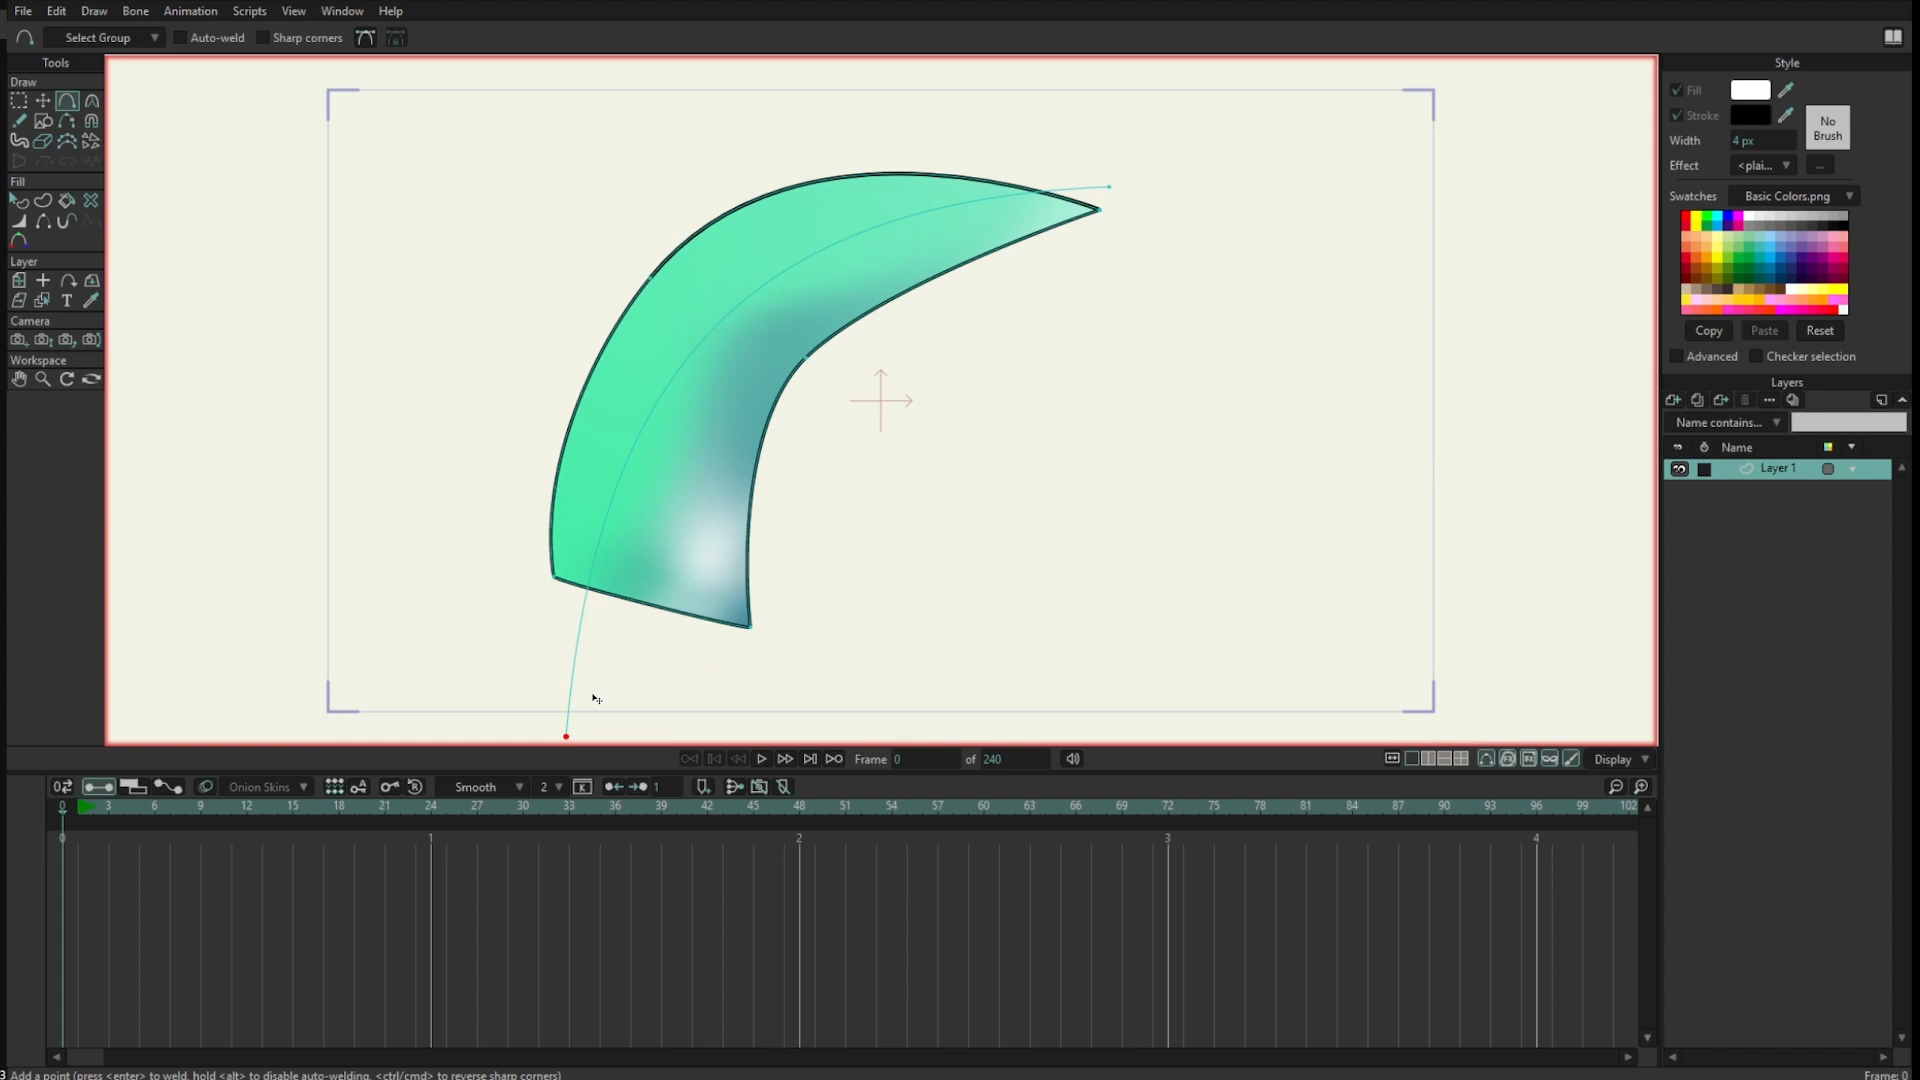 File Edit Draw Bone Animation Scripts View Window Help
Select Group Auto-weld Sharp corners
Tools
Draw
Fill
Layer
Camera
Workspace
Style
Fill
Stroke
No Brush
Width 4 px
Effect <plai... ...
Swatches Basic Colors.png
Copy Paste Reset
Advanced Checker selection
Layers
Name contains...
Name
Layer 1
Frame 0 of 240 Display
Onion Skins Smooth 2 1
0 3 6 9 12 15 18 21 24 27 30 33 36 39 42 45 48 51 54 57 60 63 66 69 72 75 78 81 84 87 90 93 96 99 102
0 1 2 3 4
3 Add a point (press <enter> to weld, hold <alt> to disable auto-welding, <ctrl/cmd> to reverse sharp corners) Frame: 0